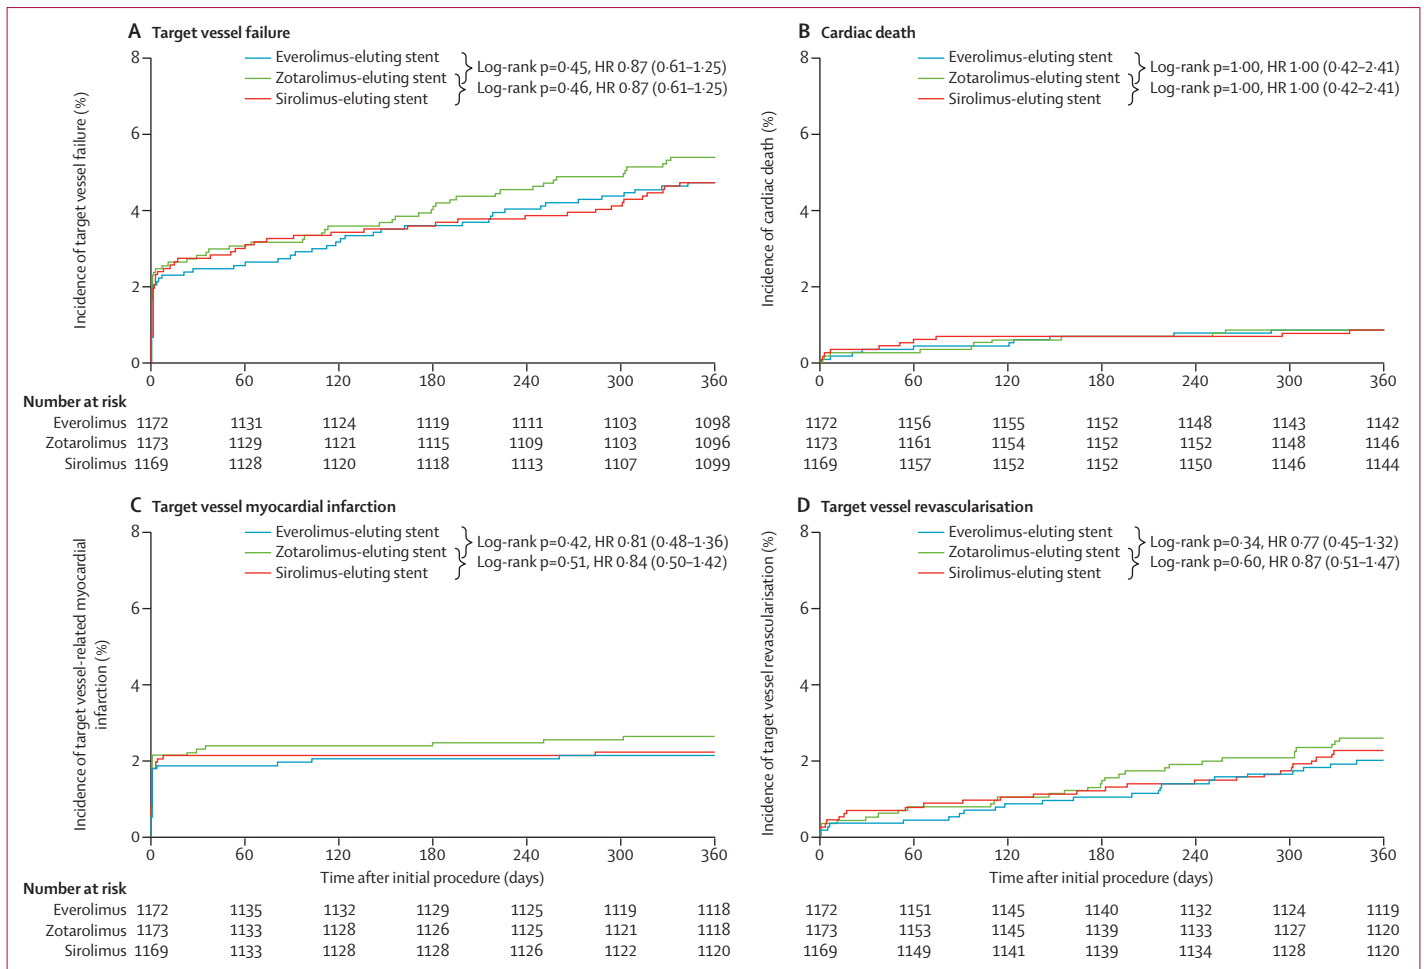 A Target vessel failure
8
6
4
2
0
Incidence of target vessel failure (%)
Everolimus-eluting stent
Zotarolimus-eluting stent
Sirolimus-eluting stent
Log-rank p=0·45, HR 0·87 (0·61–1·25)
Log-rank p=0·46, HR 0·87 (0·61–1·25)
0 60 120 180 240 300 360
Number at risk
Everolimus 1172 1131 1124 1119 1111 1103 1098
Zotarolimus 1173 1129 1121 1115 1109 1103 1096
Sirolimus 1169 1128 1120 1118 1113 1107 1099
B Cardiac death
8
6
4
2
0
Incidence of cardiac death (%)
Everolimus-eluting stent
Zotarolimus-eluting stent
Sirolimus-eluting stent
Log-rank p=1·00, HR 1·00 (0·42–2·41)
Log-rank p=1·00, HR 1·00 (0·42–2·41)
0 60 120 180 240 300 360
1172 1156 1155 1152 1148 1143 1142
1173 1161 1154 1152 1152 1148 1146
1169 1157 1152 1152 1150 1146 1144
C Target vessel myocardial infarction
8
6
4
2
0
Incidence of target vessel-related myocardial
infarction (%)
Everolimus-eluting stent
Zotarolimus-eluting stent
Sirolimus-eluting stent
Log-rank p=0·42, HR 0·81 (0·48–1·36)
Log-rank p=0·51, HR 0·84 (0·50–1·42)
0 60 120 180 240 300 360
Time after initial procedure (days)
Number at risk
Everolimus 1172 1135 1132 1129 1125 1119 1118
Zotarolimus 1173 1133 1128 1126 1125 1121 1118
Sirolimus 1169 1133 1128 1128 1126 1122 1120
D Target vessel revascularisation
8
6
4
2
0
Incidence of target vessel revascularisation (%)
Everolimus-eluting stent
Zotarolimus-eluting stent
Sirolimus-eluting stent
Log-rank p=0·34, HR 0·77 (0·45–1·32)
Log-rank p=0·60, HR 0·87 (0·51–1·47)
0 60 120 180 240 300 360
Time after initial procedure (days)
1172 1151 1145 1140 1132 1124 1119
1173 1153 1145 1139 1133 1127 1120
1169 1149 1141 1139 1134 1128 1120